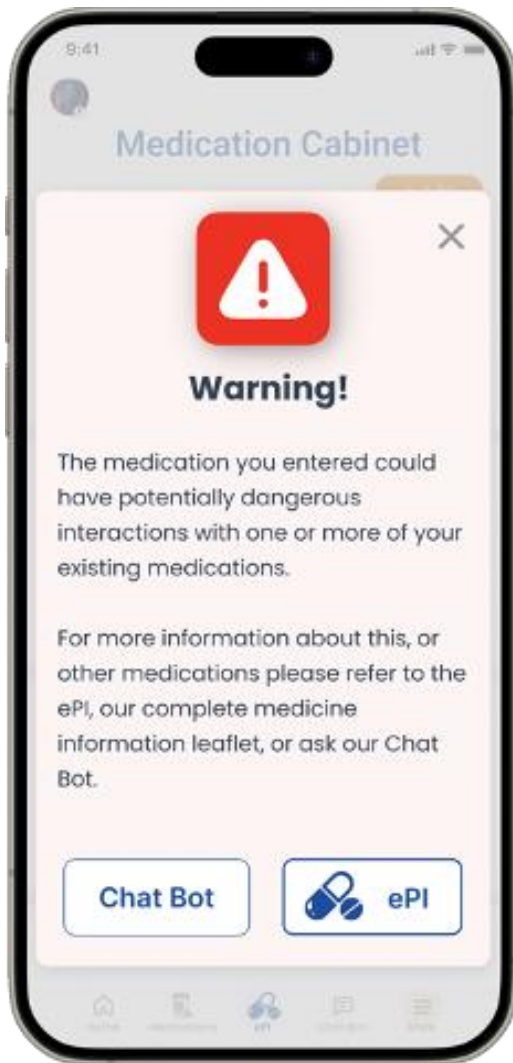 9:41
Medication Cabinet
Warning!
The medication you entered could
have potentially dangerous
interactions with one or more of your
existing medications.
For more information about this, or
other medications please refer to the
ePI, our complete medicine
information leaflet, or ask our Chat
Bot.
Chat Bot
ePI
ePI